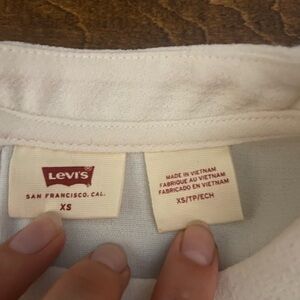 LEVI'S
SAN FRANCISCO, CAL.
XS
MADE IN VIETNAM
FABRIQUÉ AU VIETNAM
FABRICADO EN VIETNAM
XS/TP/ECH